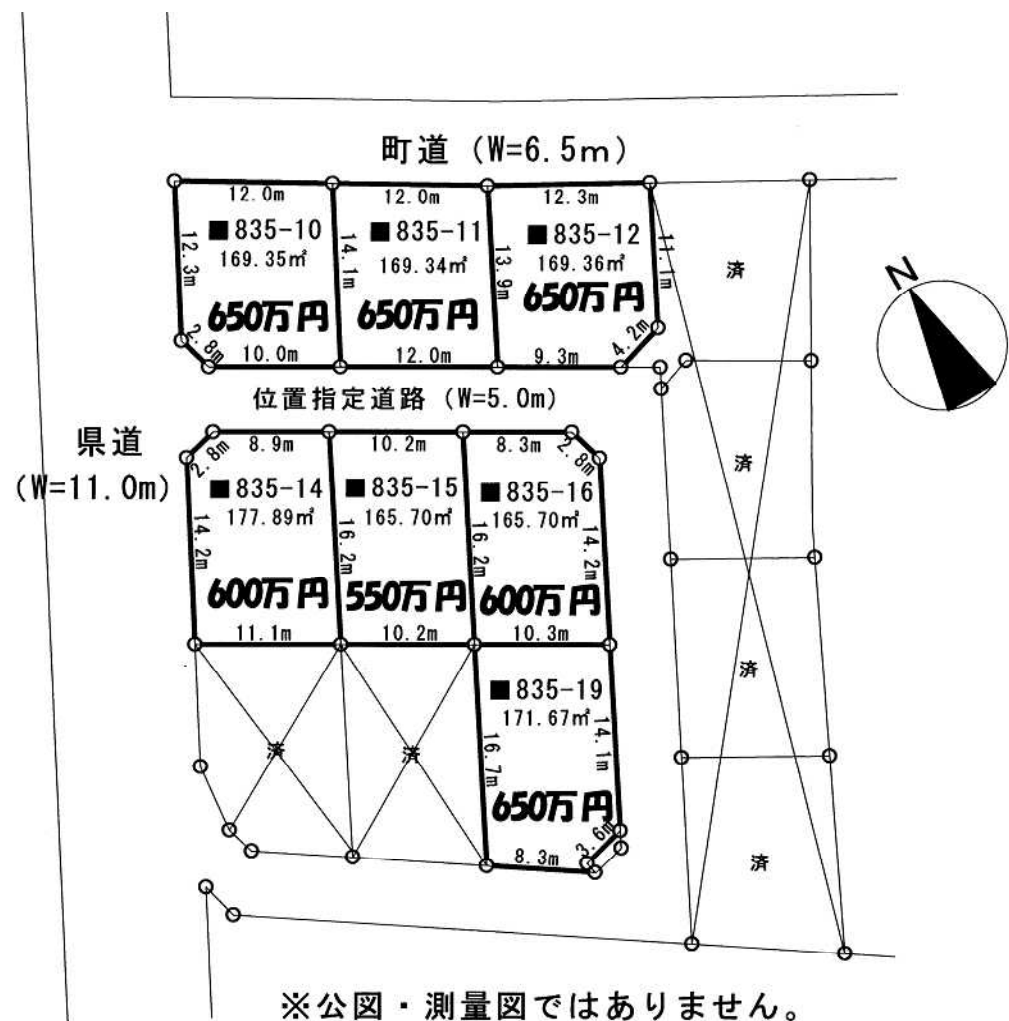 町道 (W=6.5m)
12.0m
12.0m
12.3m
■835-10
169.35㎡
650万円
12.3m
2.8m
10.0m
14.1m
■835-11
169.34㎡
650万円
12.0m
13.9m
■835-12
169.36㎡
650万円
11.1m
4.2m
9.3m
済
N
位置指定道路 (W=5.0m)
県道
(W=11.0m)
2.8m
8.9m
10.2m
8.3m
2.8m
■835-14
177.89㎡
600万円
14.2m
11.1m
16.2m
■835-15
165.70㎡
550万円
10.2m
16.2m
■835-16
165.70㎡
600万円
14.2m
10.3m
済
済
済
■835-19
171.67㎡
650万円
16.7m
14.1m
3.6m
8.3m
済
済
※公図・測量図ではありません。